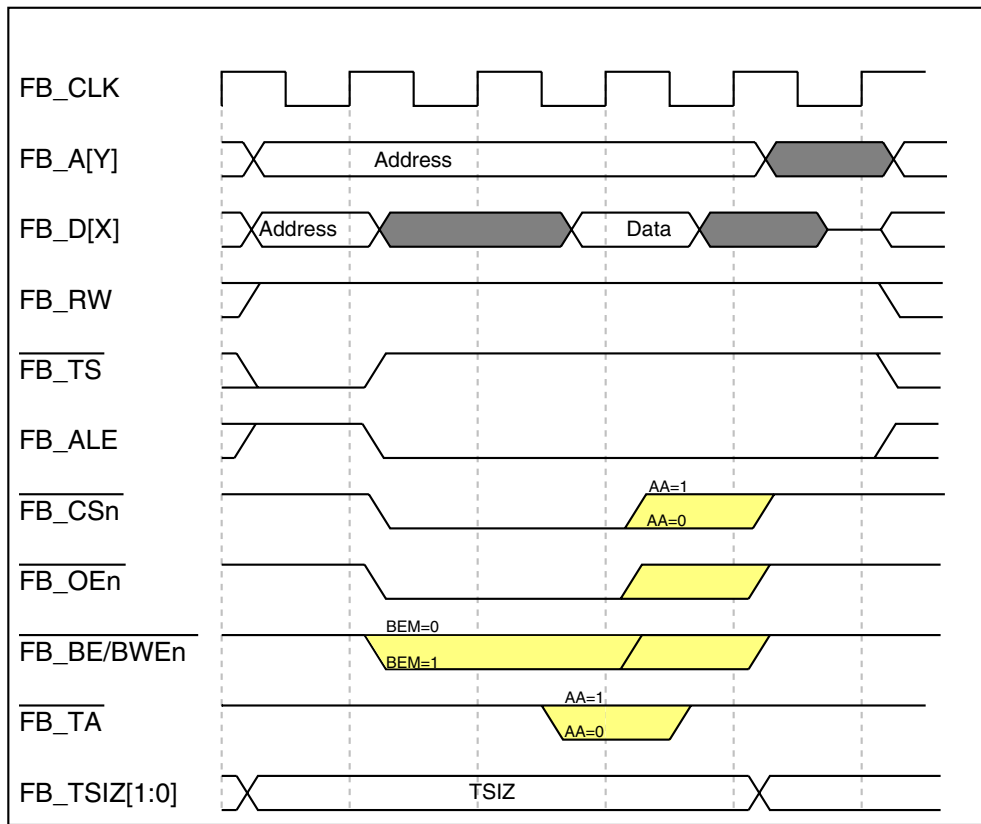 FB_CLK
FB_A[Y]
Address
FB_D[X]
Address
Data
FB_RW
FB_TS
FB_ALE
FB_CSn
AA=1
AA=0
FB_OEn
FB_BE/BWEn
BEM=0
BEM=1
FB_TA
AA=1
AA=0
FB_TSIZ[1:0]
TSIZ